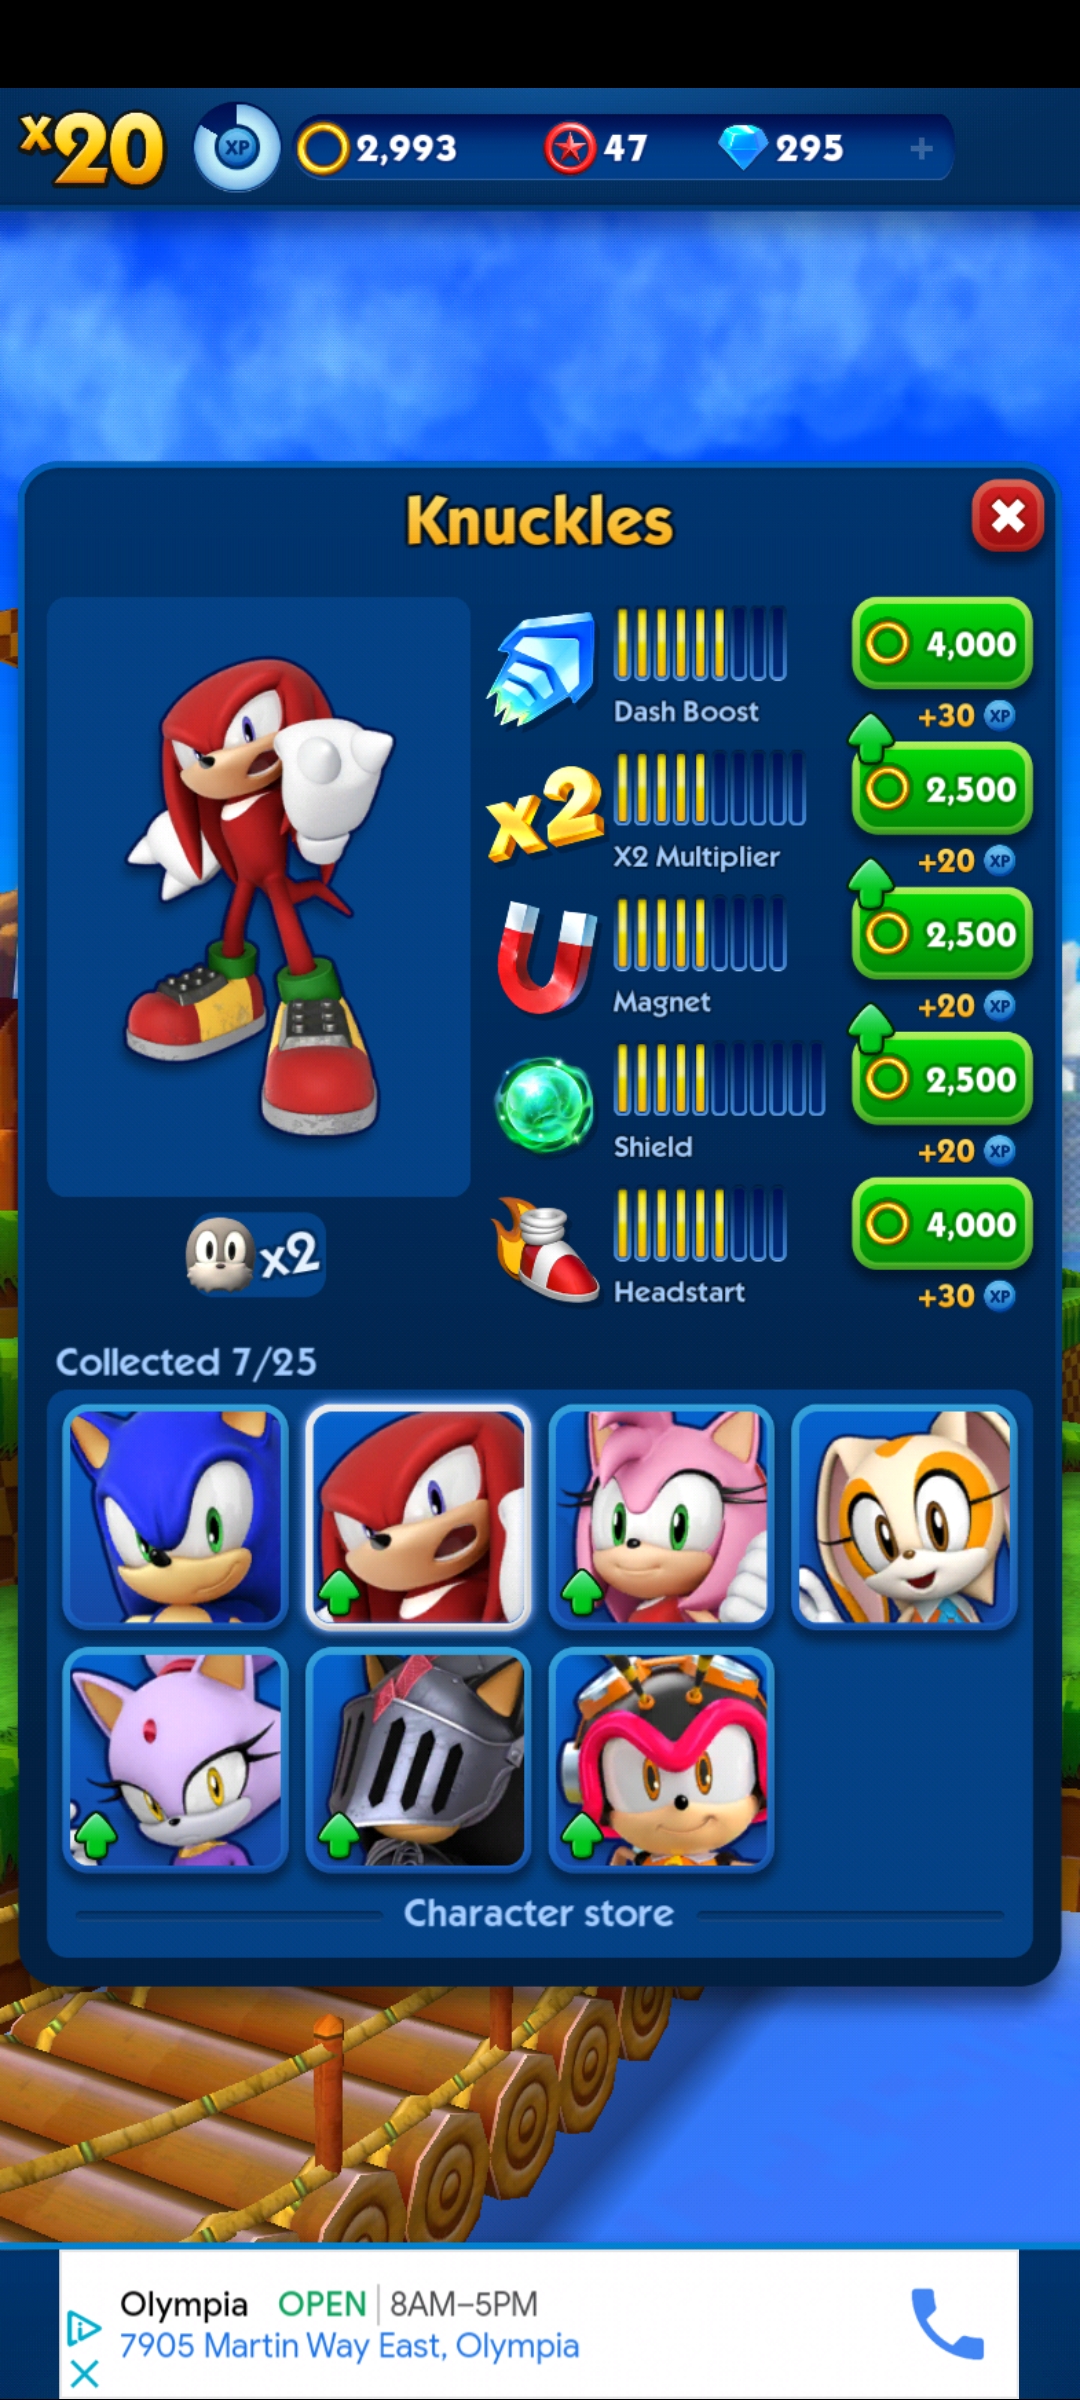 x20 XP 2,993 47 295 +
Knuckles
4,000
Dash Boost
+30 XP
x2
2,500
X2 Multiplier
+20 XP
2,500
Magnet
+20 XP
2,500
Shield
+20 XP
x2
4,000
Headstart
+30 XP
Collected 7/25
Character store
Olympia OPEN 8AM–5PM
7905 Martin Way East, Olympia